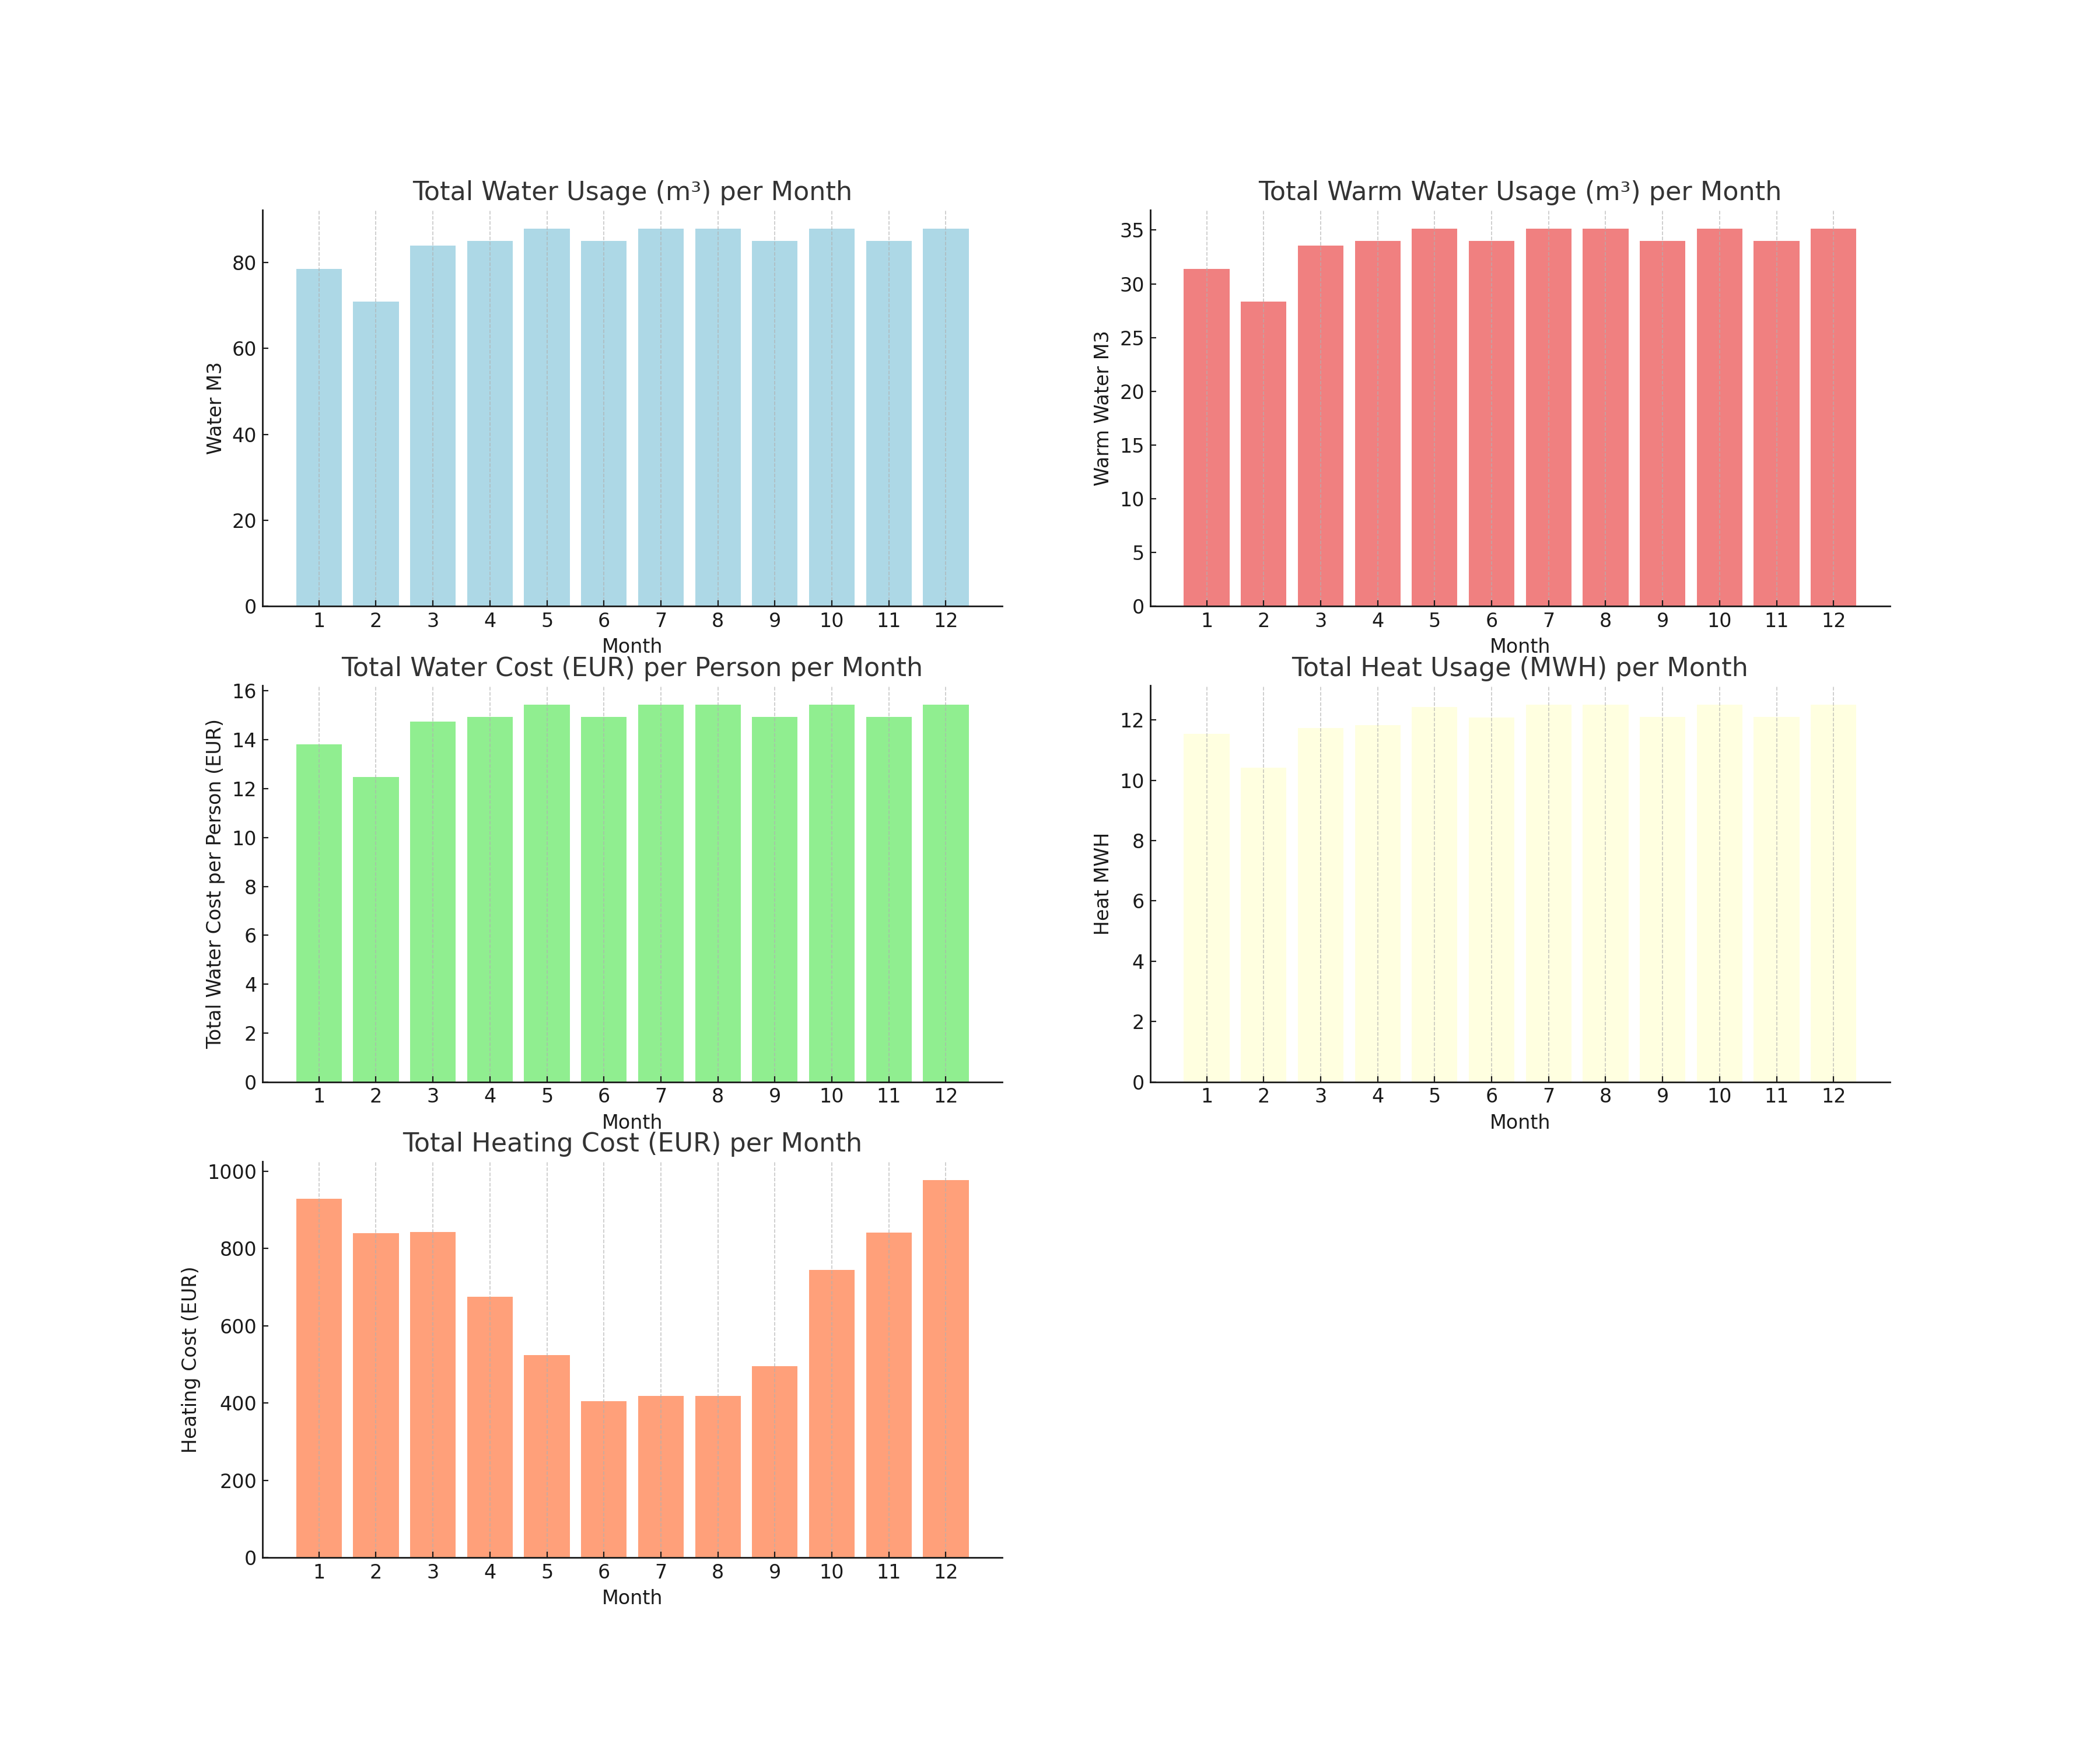 Total Water Usage (m³) per Month
Water M3
80
60
40
20
0
1 2 3 4 5 6 7 8 9 10 11 12
Month
Total Warm Water Usage (m³) per Month
Warm Water M3
35
30
25
20
15
10
5
0
1 2 3 4 5 6 7 8 9 10 11 12
Month
Total Water Cost (EUR) per Person per Month
Total Water Cost per Person (EUR)
16
14
12
10
8
6
4
2
0
1 2 3 4 5 6 7 8 9 10 11 12
Month
Total Heat Usage (MWH) per Month
Heat MWH
12
10
8
6
4
2
0
1 2 3 4 5 6 7 8 9 10 11 12
Month
Total Heating Cost (EUR) per Month
Heating Cost (EUR)
1000
800
600
400
200
0
1 2 3 4 5 6 7 8 9 10 11 12
Month